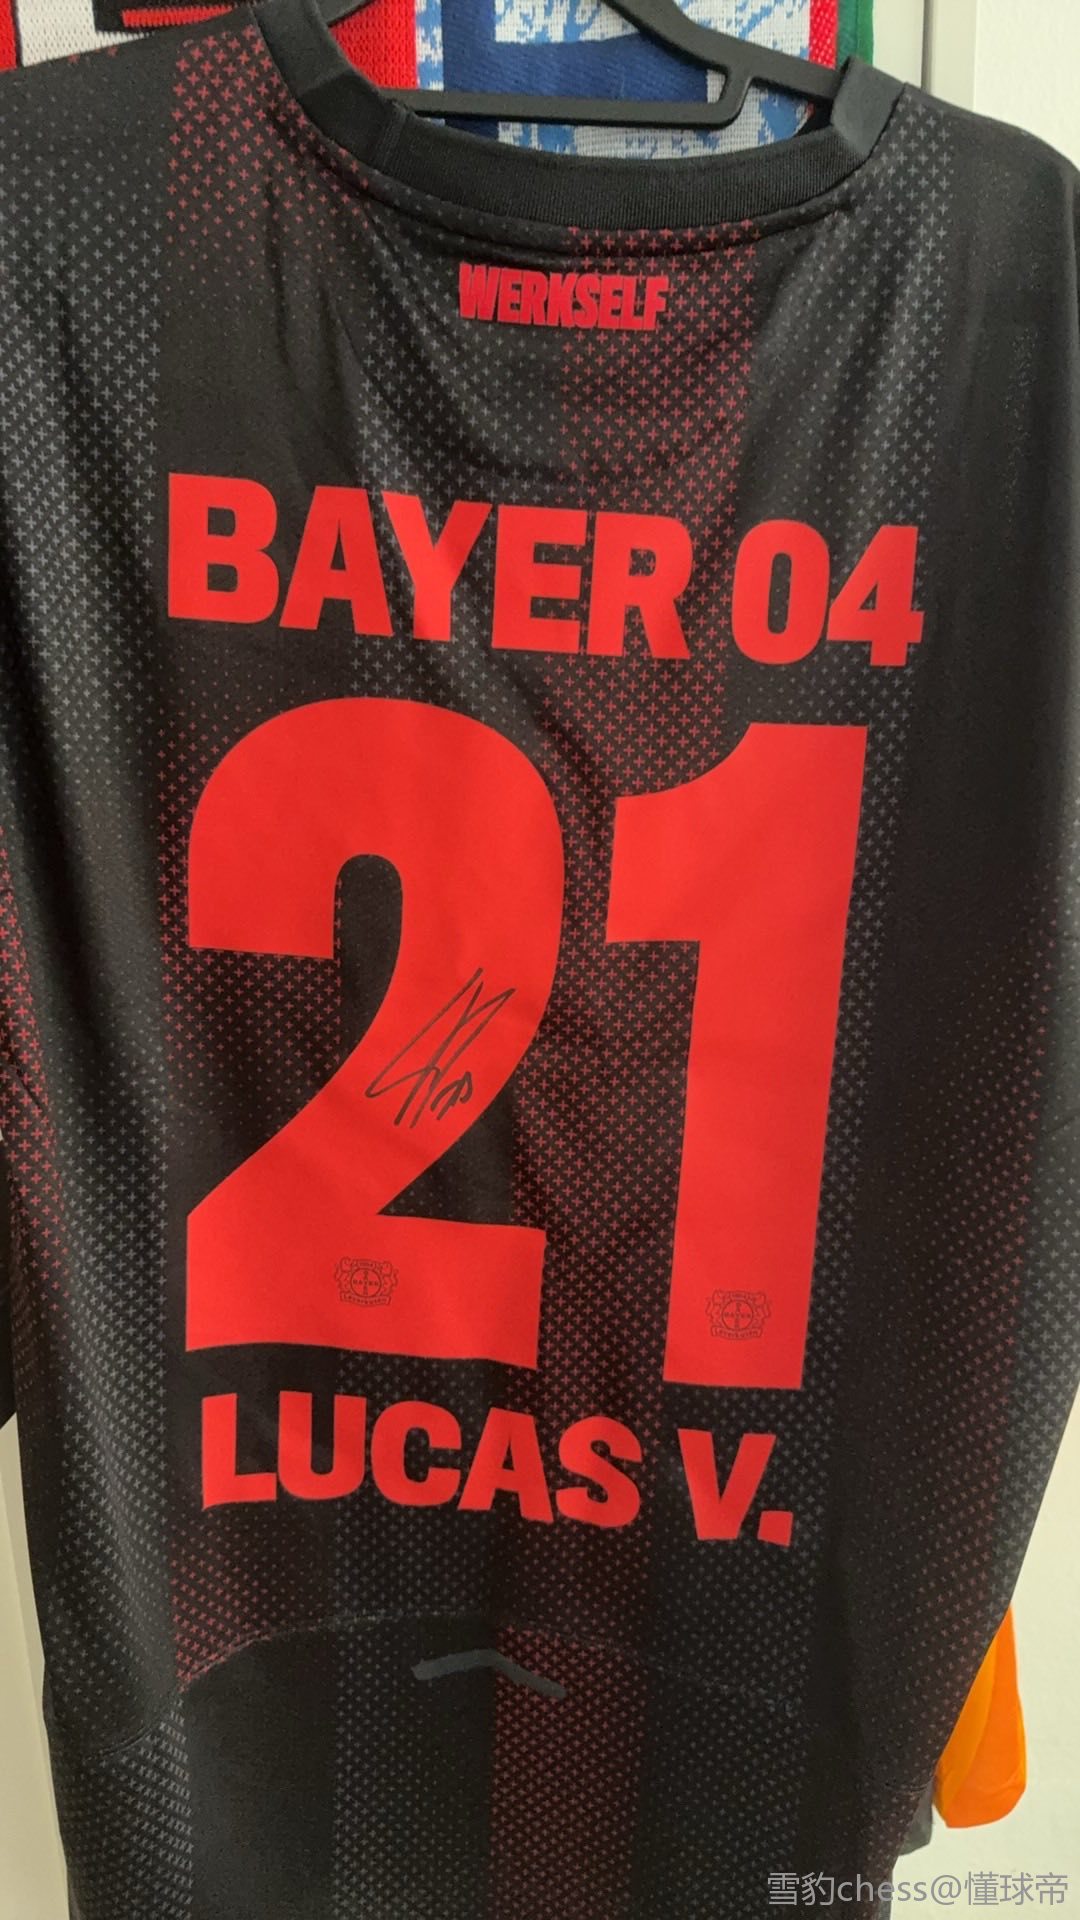 WERKSELF
BAYER 04
21
LUCAS V.
雪豹chess@懂球帝